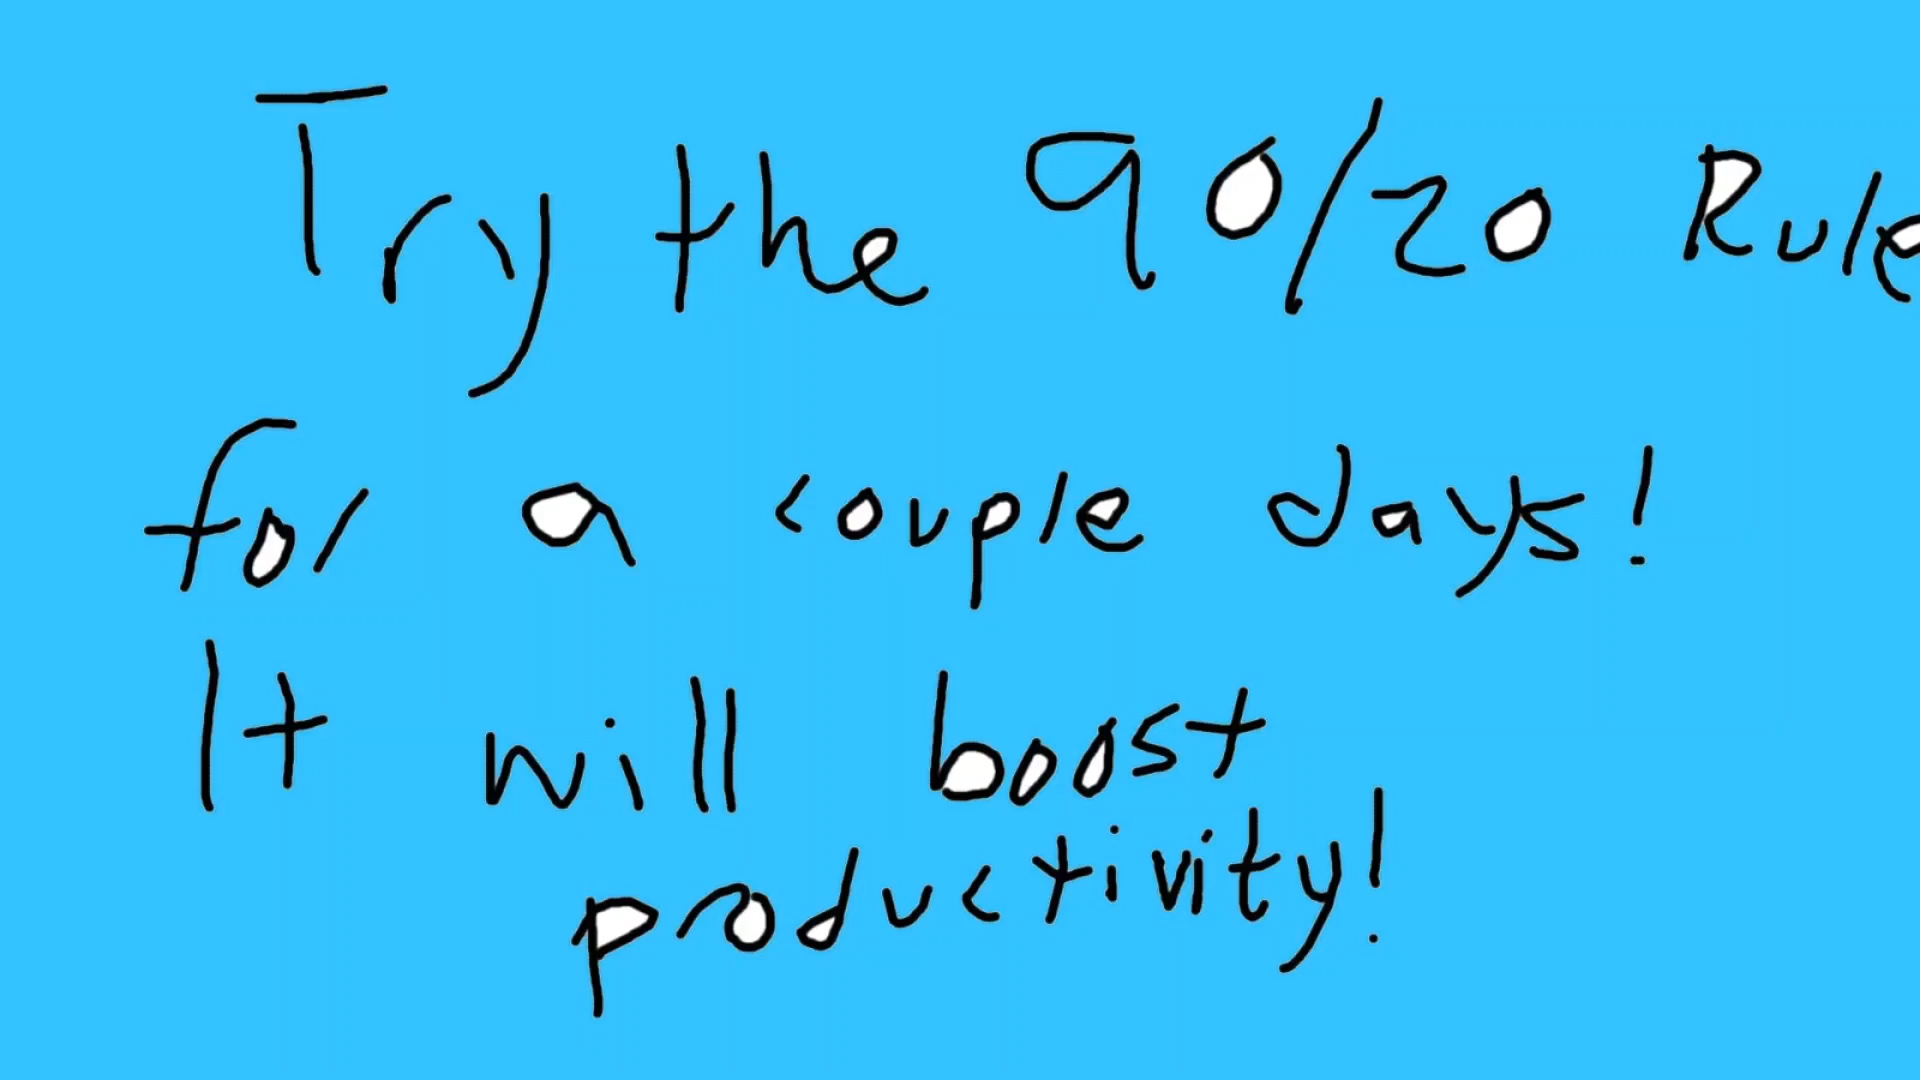 Try the 90/20 Rule
for a couple days!
It will boost
productivity!